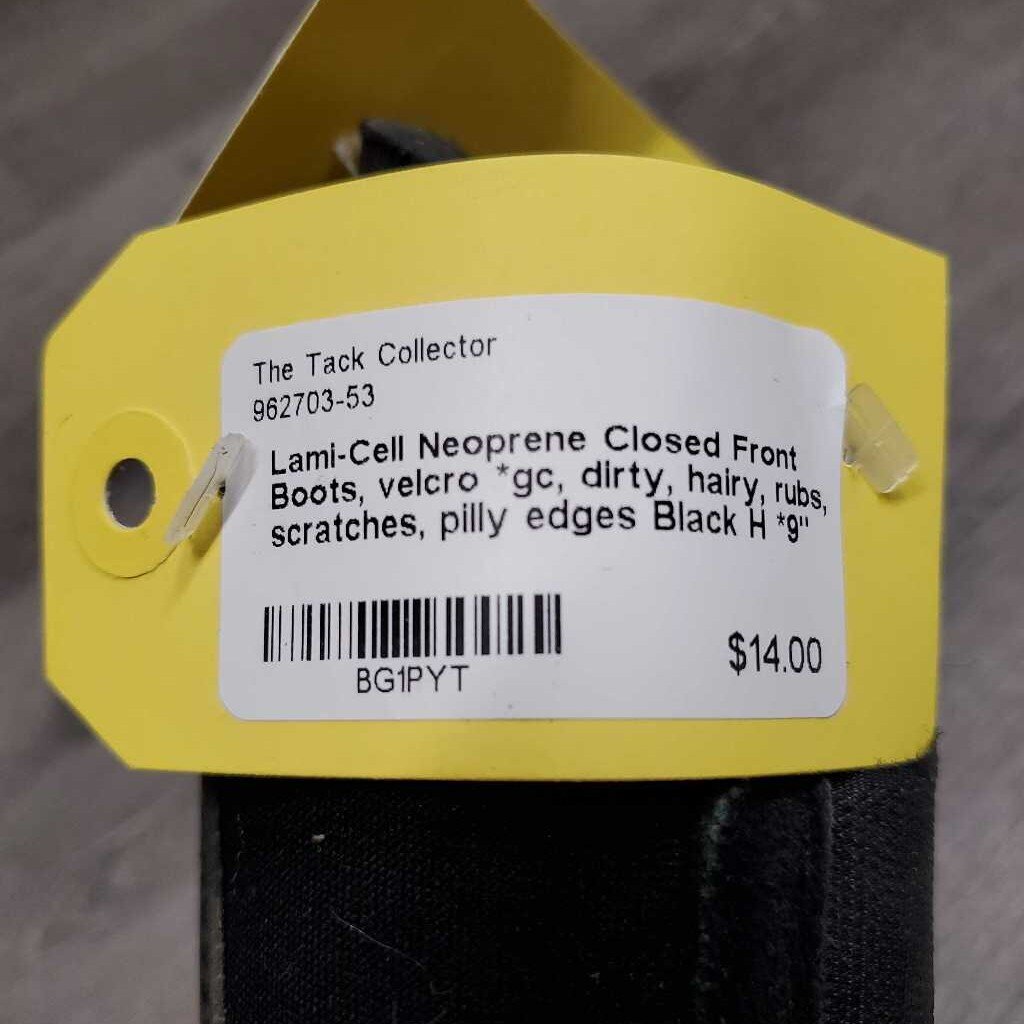 The Tack Collector
962703-53
Lami-Cell Neoprene Closed Front
Boots, velcro *gc, dirty, hairy, rubs,
scratches, pilly edges Black H *9"
BG1PYT
$14.00